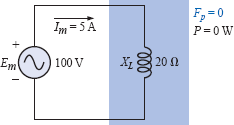 I_m = 5 A
F_p = 0
P = 0 W
+
E_m
100 V
X_L
20 Ω
−